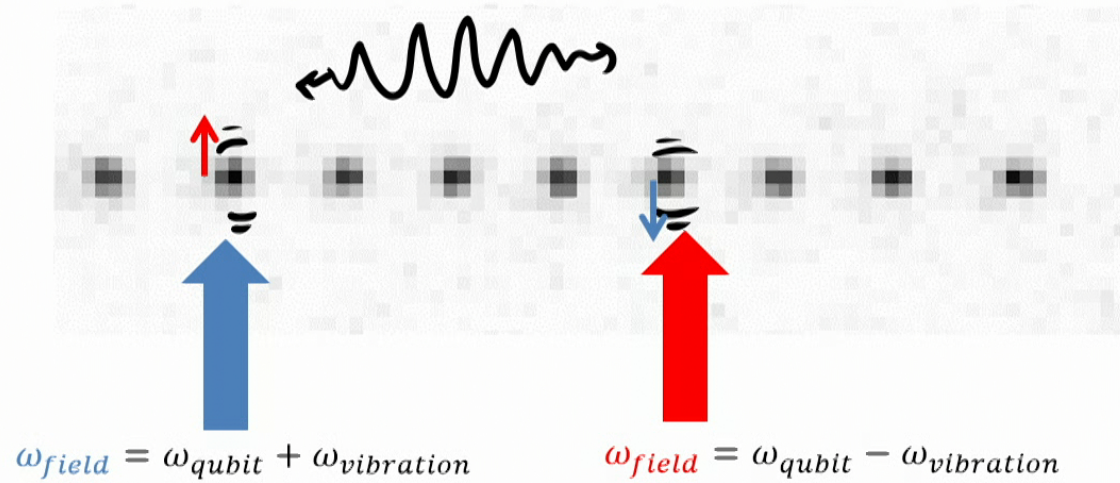 ω_field = ω_qubit + ω_vibration
ω_field = ω_qubit − ω_vibration